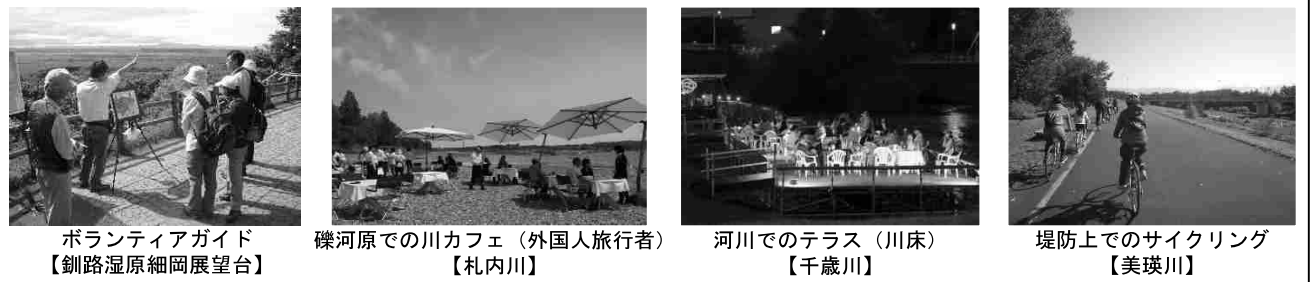 ボランティアガイド
【釧路湿原細岡展望台】
礫河原での川カフェ（外国人旅行者）
【札内川】
河川でのテラス（川床）
【千歳川】
堤防上でのサイクリング
【美瑛川】